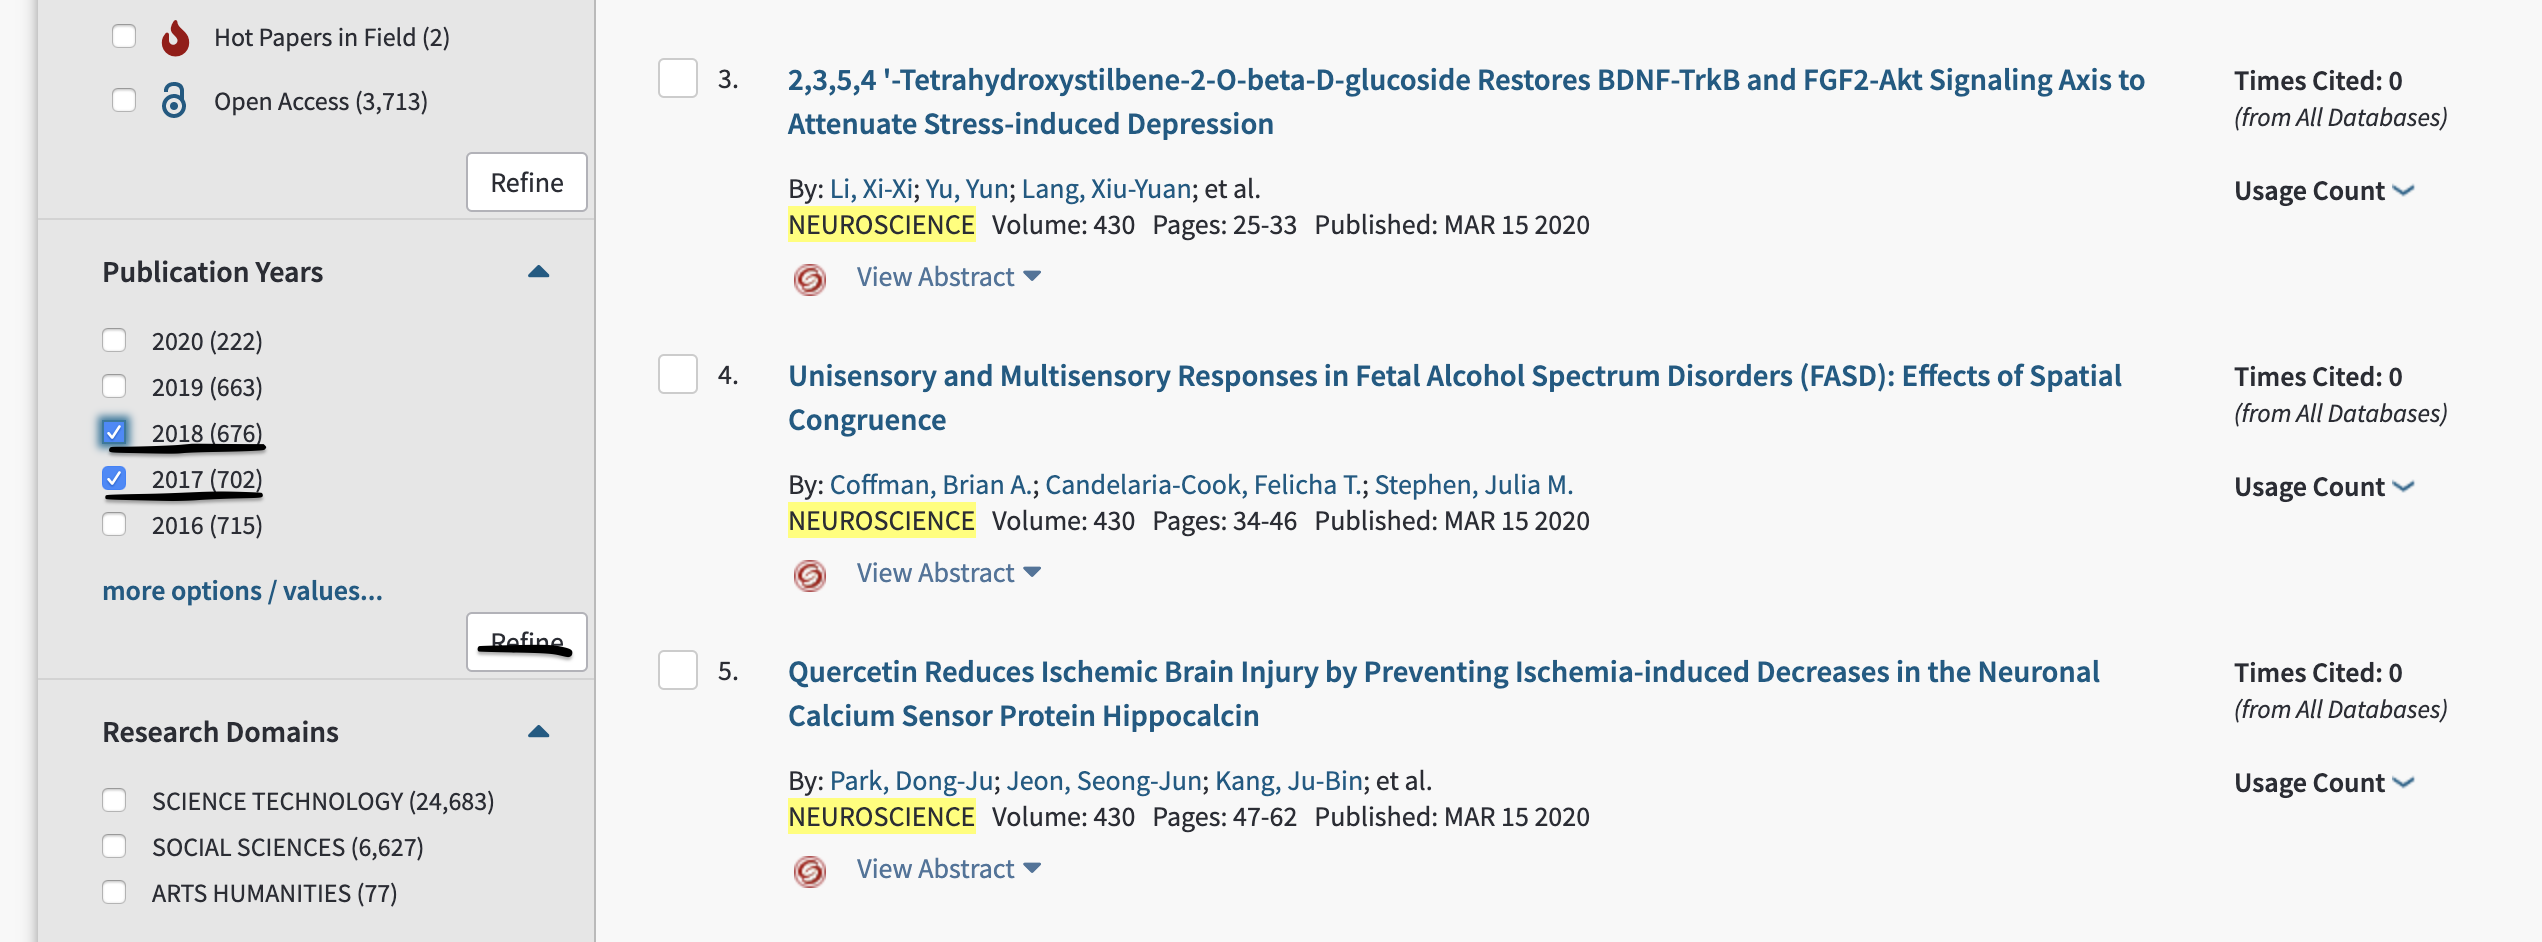 Hot Papers in Field (2)
Open Access (3,713)
Refine
Publication Years
2020 (222)
2019 (663)
2018 (676)
2017 (702)
2016 (715)
more options / values...
Refine
Research Domains
SCIENCE TECHNOLOGY (24,683)
SOCIAL SCIENCES (6,627)
ARTS HUMANITIES (77)
3. 2,3,5,4 '-Tetrahydroxystilbene-2-O-beta-D-glucoside Restores BDNF-TrkB and FGF2-Akt Signaling Axis to
Attenuate Stress-induced Depression
By: Li, Xi-Xi; Yu, Yun; Lang, Xiu-Yuan; et al.
NEUROSCIENCE Volume: 430 Pages: 25-33 Published: MAR 15 2020
View Abstract
Times Cited: 0
(from All Databases)
Usage Count
4. Unisensory and Multisensory Responses in Fetal Alcohol Spectrum Disorders (FASD): Effects of Spatial
Congruence
By: Coffman, Brian A.; Candelaria-Cook, Felicha T.; Stephen, Julia M.
NEUROSCIENCE Volume: 430 Pages: 34-46 Published: MAR 15 2020
View Abstract
Times Cited: 0
(from All Databases)
Usage Count
5. Quercetin Reduces Ischemic Brain Injury by Preventing Ischemia-induced Decreases in the Neuronal
Calcium Sensor Protein Hippocalcin
By: Park, Dong-Ju; Jeon, Seong-Jun; Kang, Ju-Bin; et al.
NEUROSCIENCE Volume: 430 Pages: 47-62 Published: MAR 15 2020
View Abstract
Times Cited: 0
(from All Databases)
Usage Count